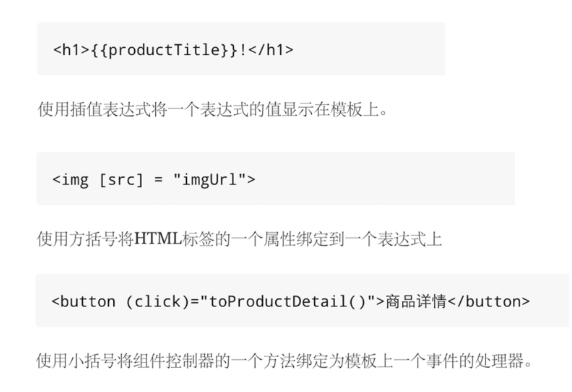 <h1>{{productTitle}}!</h1>
使用插值表达式将一个表达式的值显示在模板上。
<img [src] = "imgUrl">
使用方括号将HTML标签的一个属性绑定到一个表达式上
<button (click)="toProductDetail()">商品详情</button>
使用小括号将组件控制器的一个方法绑定为模板上一个事件的处理器。